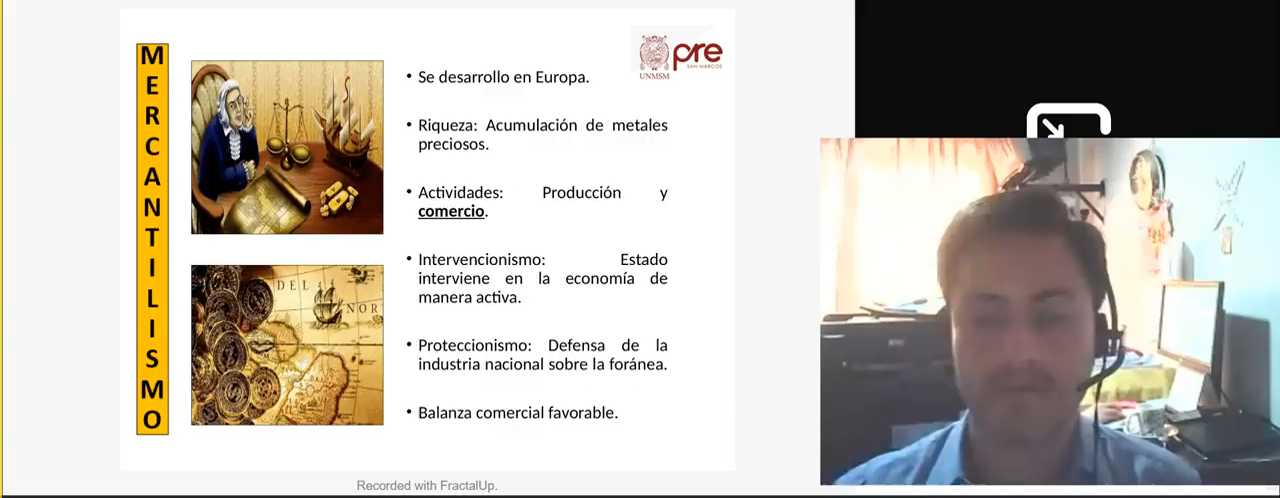 MERCANTILISMO
UNMSM
pre
SAN MARCOS
• Se desarrollo en Europa.
• Riqueza: Acumulación de metales
preciosos.
• Actividades: Producción y
comercio.
• Intervencionismo: Estado
interviene en la economía de
manera activa.
• Proteccionismo: Defensa de la
industria nacional sobre la foránea.
• Balanza comercial favorable.
DEL
NOR
Recorded with FractalUp.